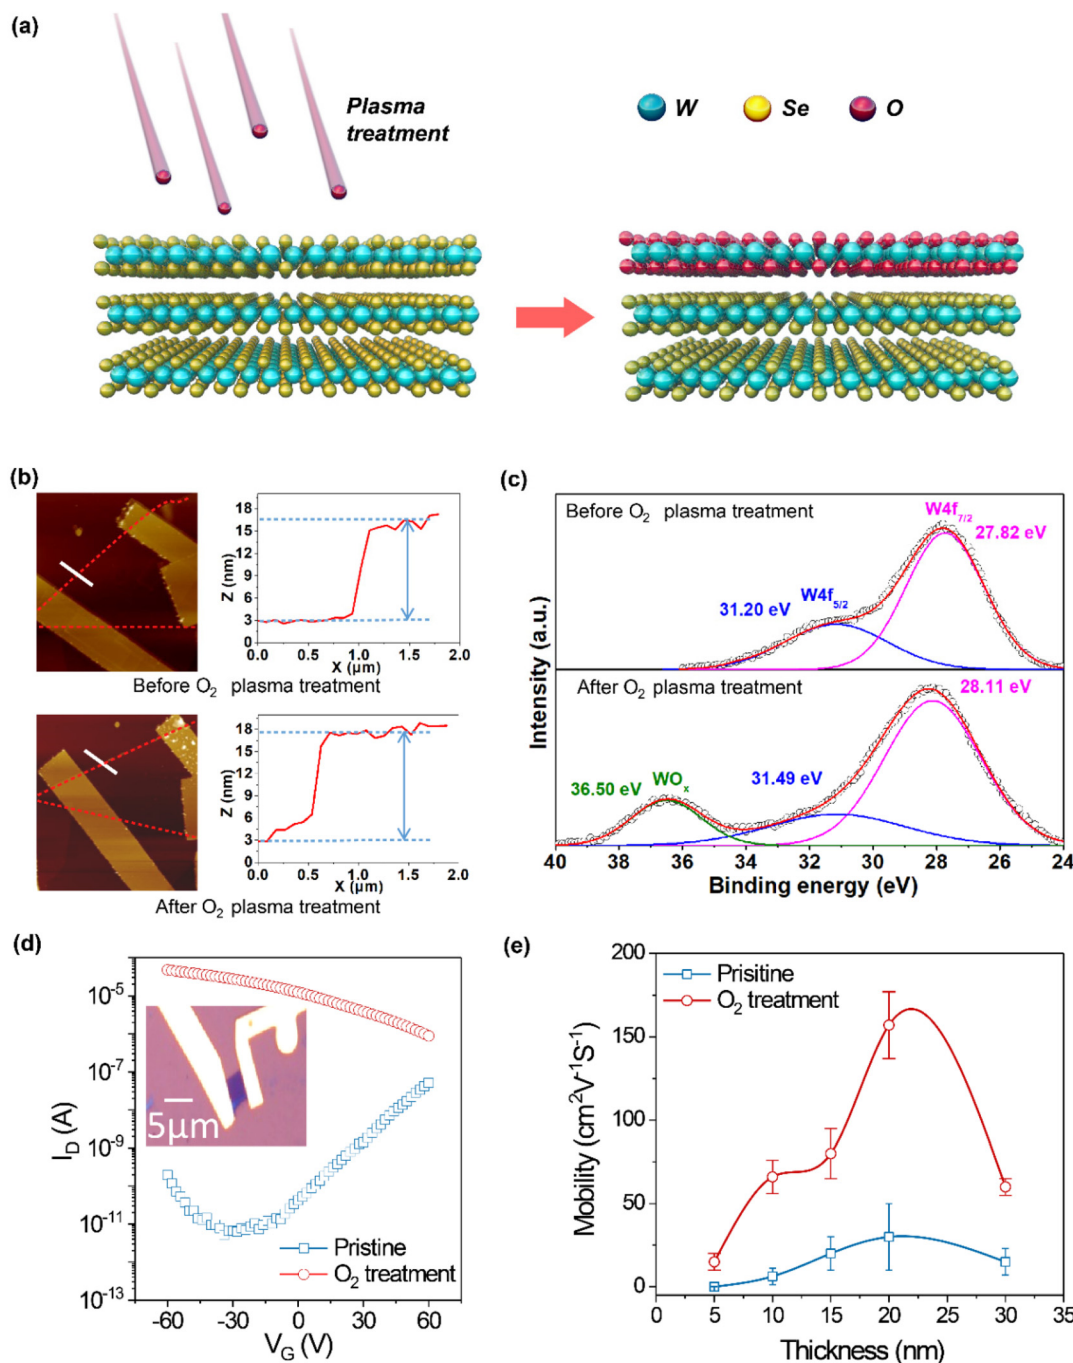 (a)
Plasma
treatment
W Se O
(b)
18
15
12
9
6
3
0
Z (nm)
0.0 0.5 1.0 1.5 2.0
X (µm)
Before O₂ plasma treatment
18
15
12
9
6
3
0
Z (nm)
0.0 0.5 1.0 1.5 2.0
X (µm)
After O₂ plasma treatment
(c)
Before O₂ plasma treatment
W4f₇/₂
27.82 eV
W4f₅/₂
31.20 eV
After O₂ plasma treatment
28.11 eV
36.50 eV WOₓ 31.49 eV
Intensity (a.u.)
40 38 36 34 32 30 28 26 24
Binding energy (eV)
(d)
10⁻⁵
10⁻⁷
10⁻⁹
10⁻¹¹
10⁻¹³
I_D (A)
5µm
Pristine
O₂ treatment
-60 -30 0 30 60
V_G (V)
(e)
200
150
100
50
0
Mobility (cm²V⁻¹S⁻¹)
Prisitine
O₂ treatment
0 5 10 15 20 25 30 35
Thickness (nm)